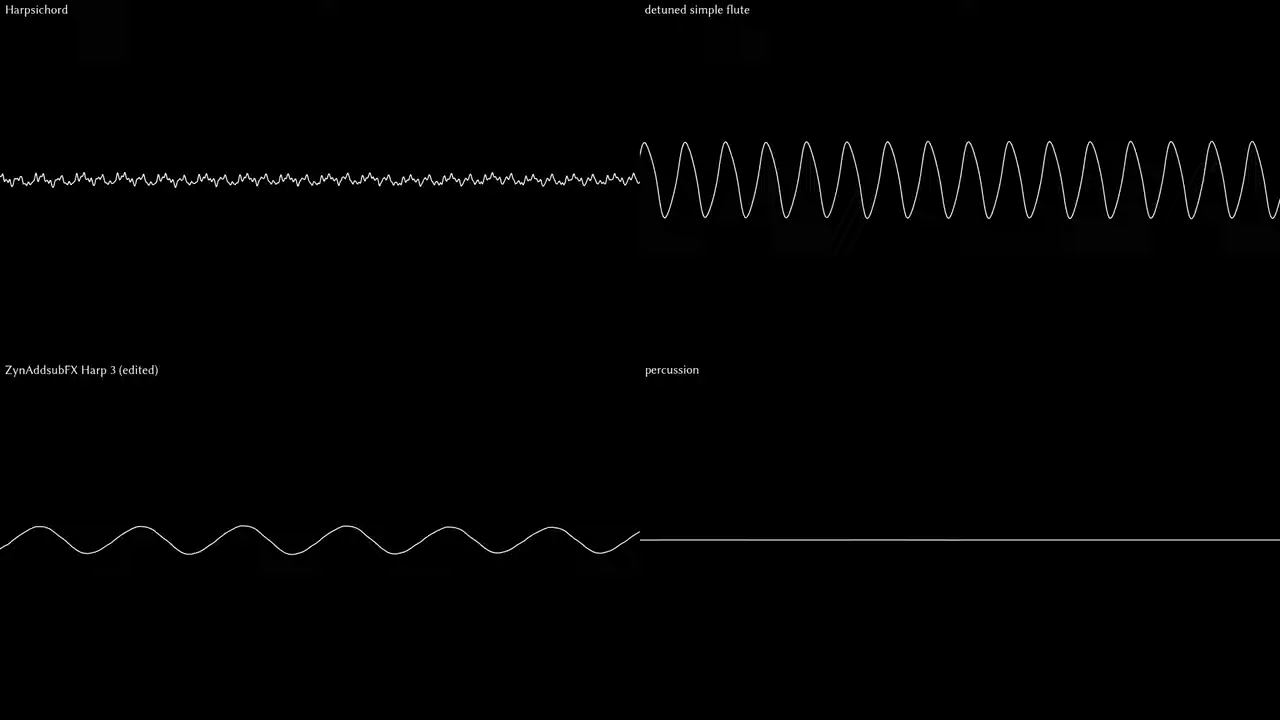 Harpsichord
detuned simple flute
ZynAddsubFX Harp 3 (edited)
percussion